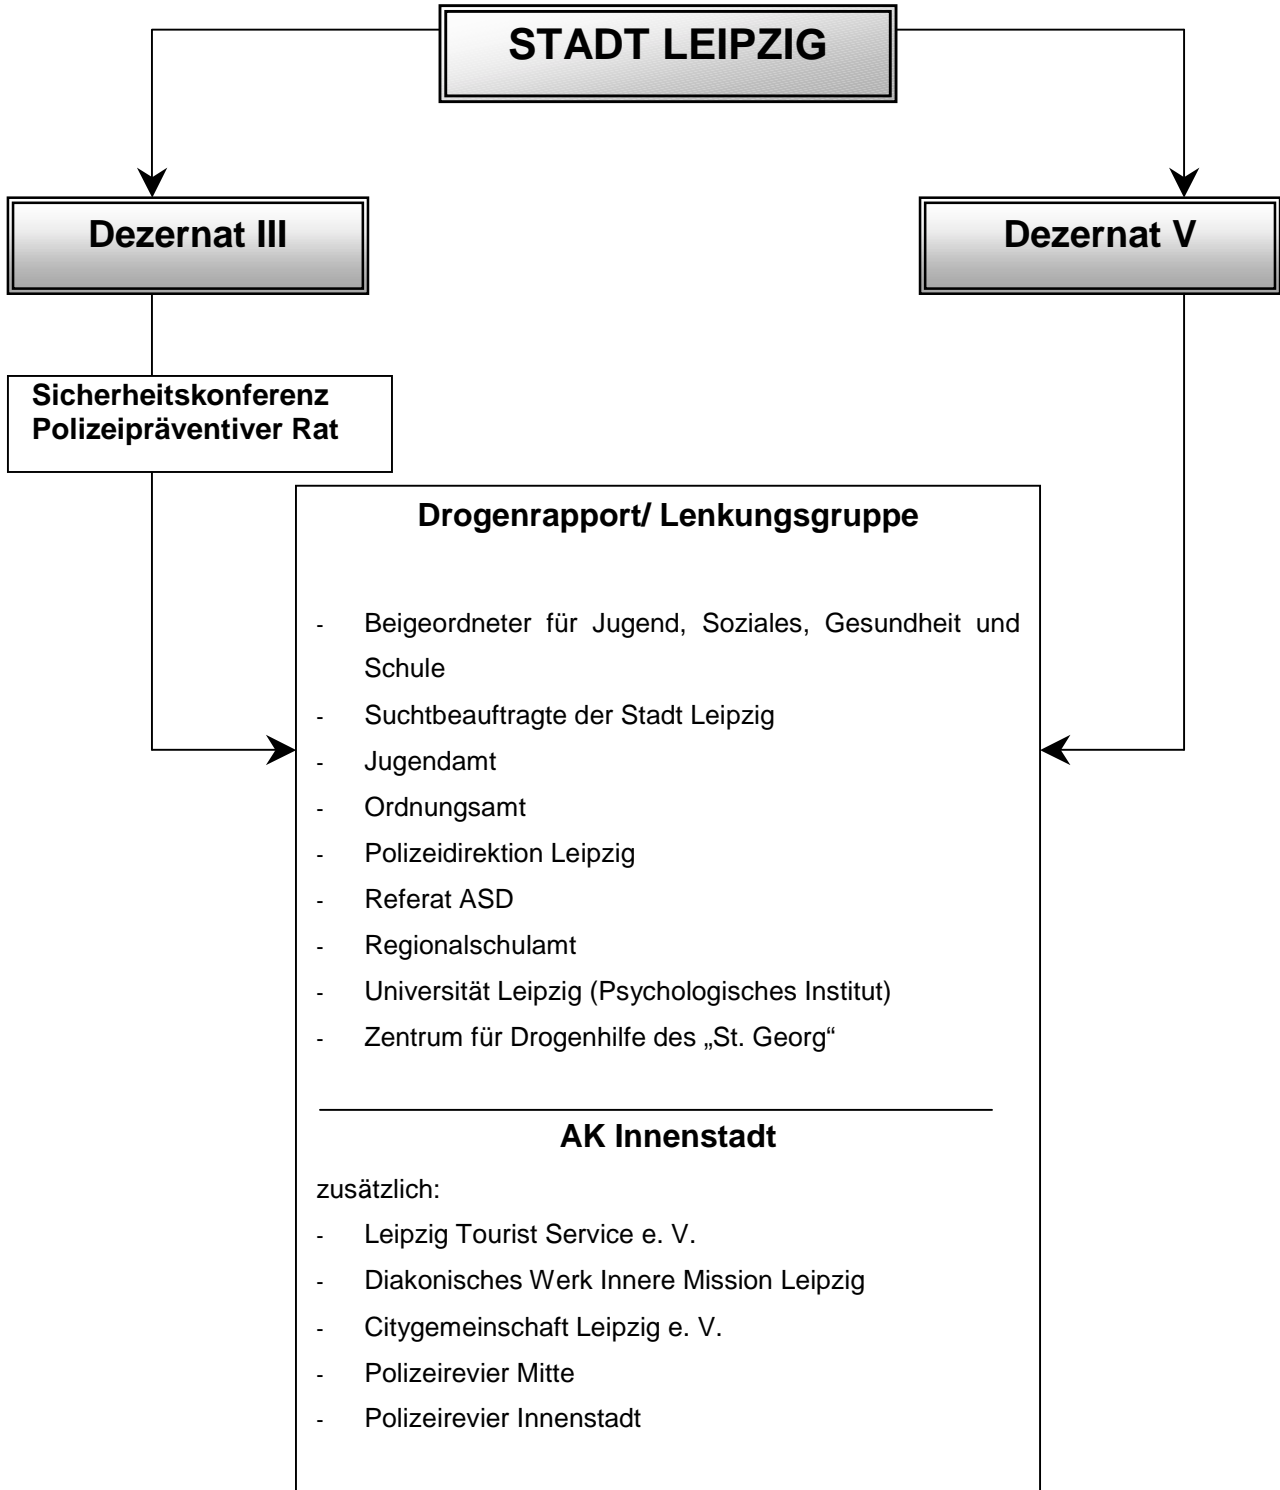 STADT LEIPZIG
Dezernat III
Dezernat V
Sicherheitskonferenz
Polizeipräventiver Rat
Drogenrapport/ Lenkungsgruppe
- Beigeordneter für Jugend, Soziales, Gesundheit und
Schule
- Suchtbeauftragte der Stadt Leipzig
- Jugendamt
- Ordnungsamt
- Polizeidirektion Leipzig
- Referat ASD
- Regionalschulamt
- Universität Leipzig (Psychologisches Institut)
- Zentrum für Drogenhilfe des „St. Georg“
AK Innenstadt
zusätzlich:
- Leipzig Tourist Service e. V.
- Diakonisches Werk Innere Mission Leipzig
- Citygemeinschaft Leipzig e. V.
- Polizeirevier Mitte
- Polizeirevier Innenstadt